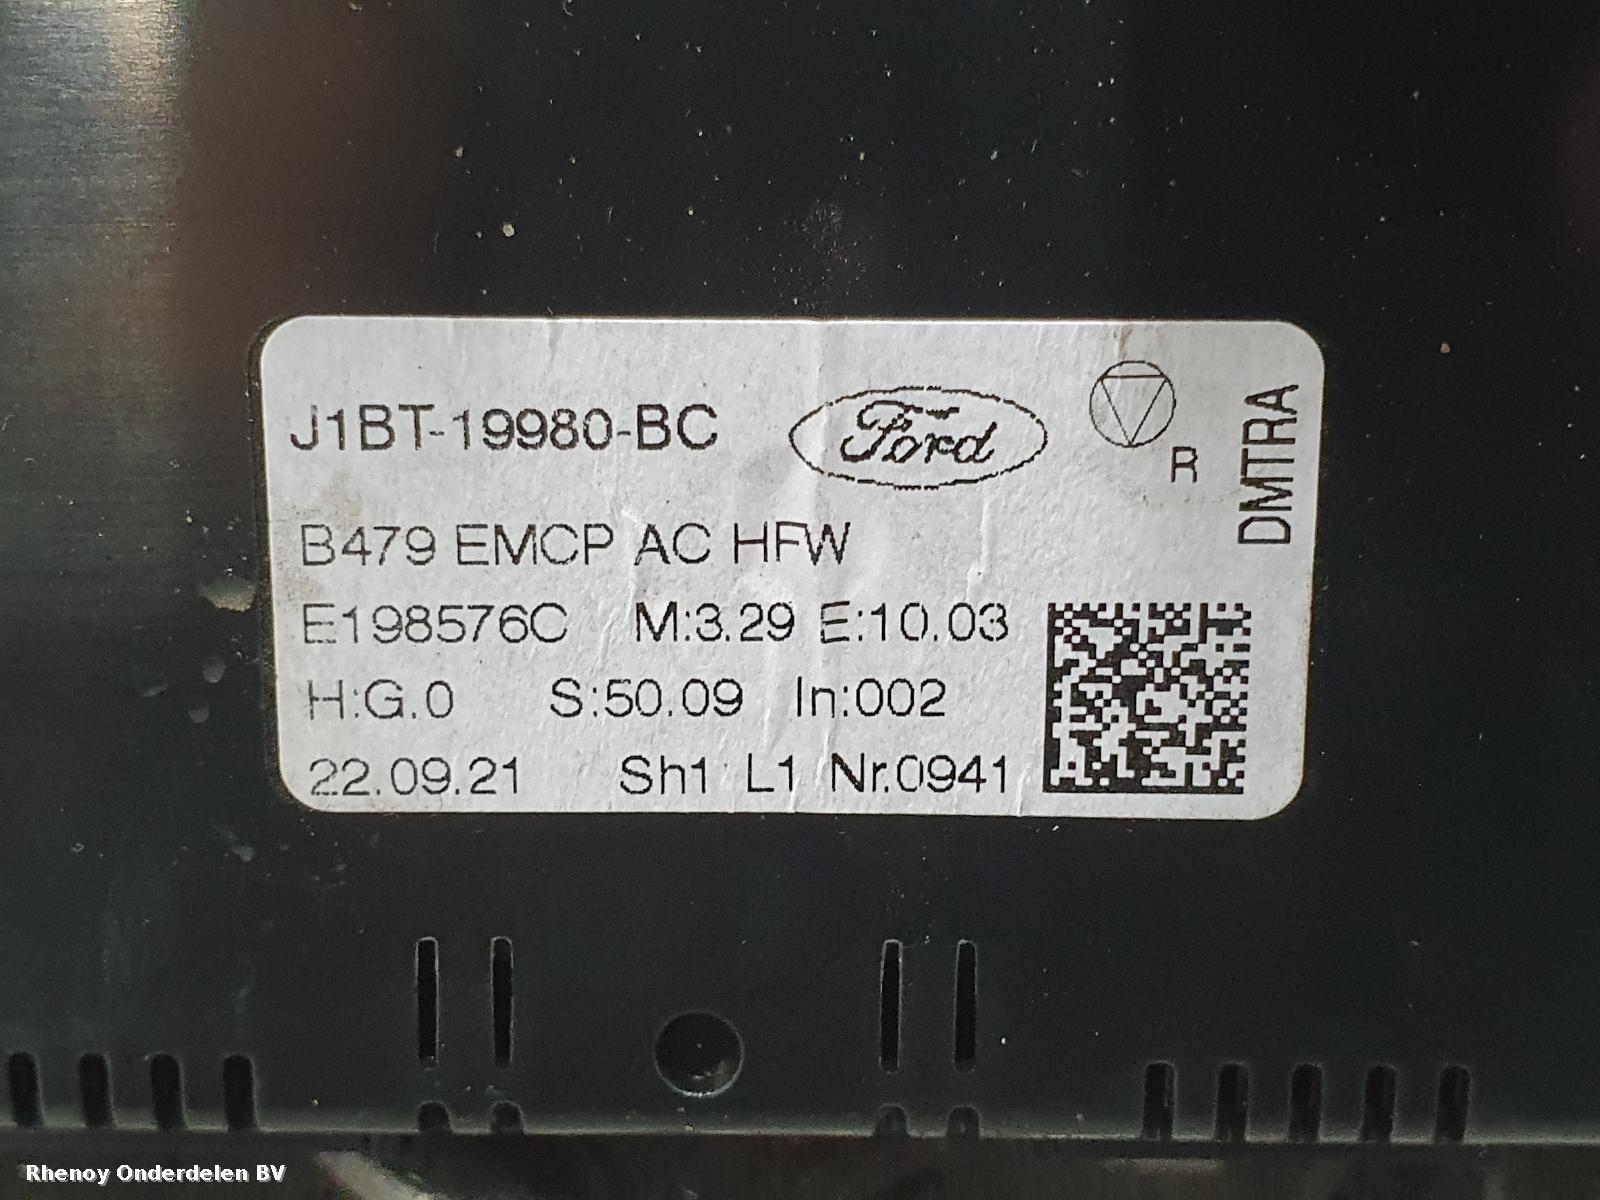 J1BT-19980-BC
Ford
R
DMTRA
B479 EMCP AC HFW
E198576C M:3.29 E:10.03
H:G.0 S:50.09 In:002
22.09.21 Sh1 L1 Nr.0941
Rhenoy Onderdelen BV